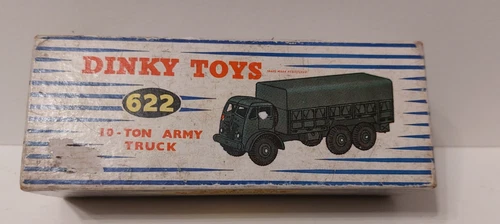 DINKY TOYS
622
10-TON ARMY
TRUCK